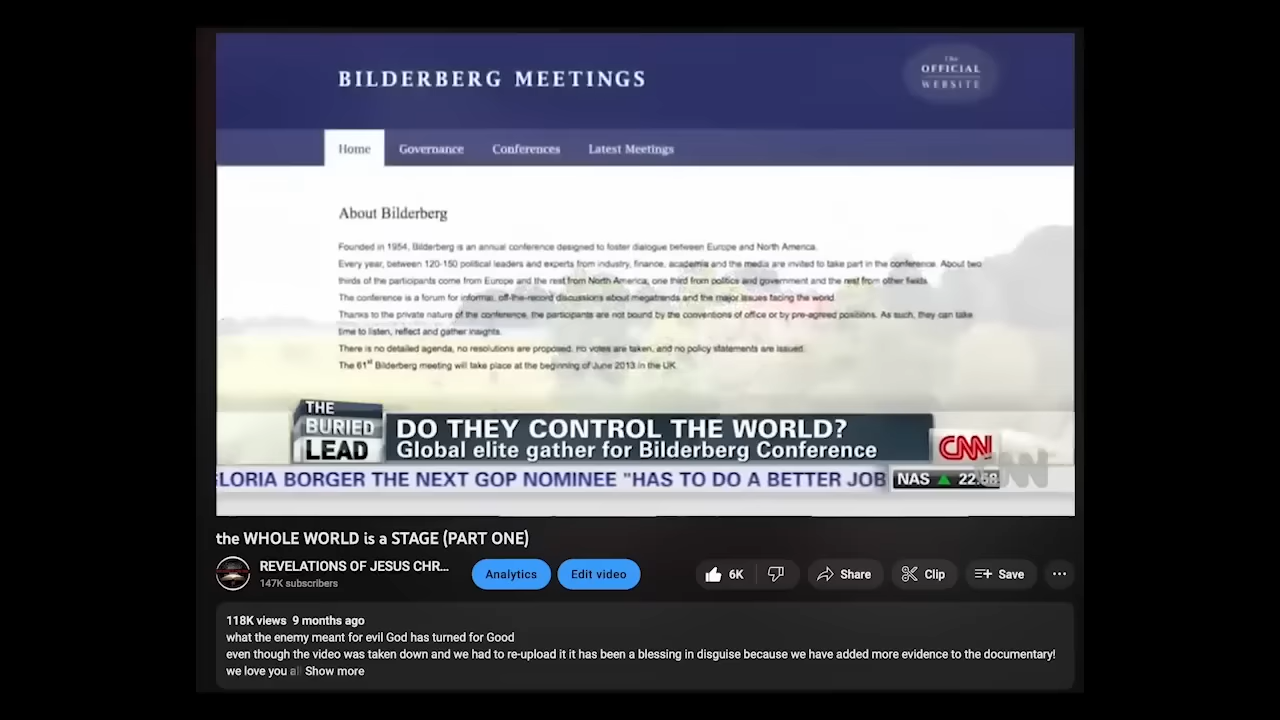 BILDERBERG MEETINGS
The
OFFICIAL
WEBSITE
Home Governance Conferences Latest Meetings
About Bilderberg
Founded in 1954, Bilderberg is an annual conference designed to foster dialogue between Europe and North America.
Every year, between 120-150 political leaders and experts from industry, finance, academia and the media are invited to take part in the conference. About two
thirds of the participants come from Europe and the rest from North America; one third from politics and government and the rest from other fields.
The conference is a forum for informal, off-the-record discussions about megatrends and the major issues facing the world.
Thanks to the private nature of the conference, the participants are not bound by the conventions of office or by pre-agreed positions. As such, they can take
time to listen, reflect and gather insights.
There is no detailed agenda, no resolutions are proposed, no votes are taken, and no policy statements are issued.
The 61st Bilderberg meeting will take place at the beginning of June 2013 in the UK.
THE
BURIED
LEAD
DO THEY CONTROL THE WORLD?
Global elite gather for Bilderberg Conference
CNN
GLORIA BORGER THE NEXT GOP NOMINEE "HAS TO DO A BETTER JOB
NAS ▲ 22.58
CNN
the WHOLE WORLD is a STAGE (PART ONE)
REVELATIONS OF JESUS CHR...
147K subscribers
Analytics Edit video 6K Share Clip Save ...
118K views 9 months ago
what the enemy meant for evil God has turned for Good
even though the video was taken down and we had to re-upload it it has been a blessing in disguise because we have added more evidence to the documentary!
we love you al Show more